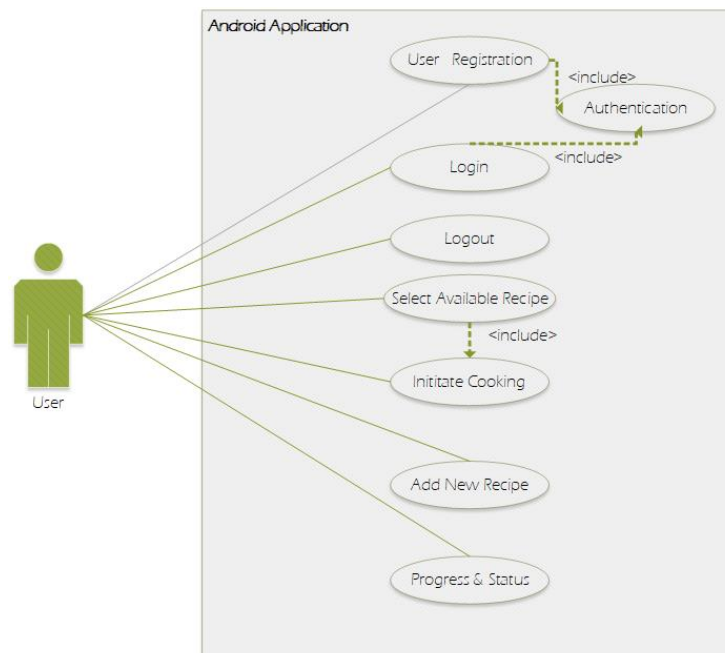 Android Application
User Registration
<include>
Authentication
<include>
Login
Logout
Select Available Recipe
<include>
Inititate Cooking
User
Add New Recipe
Progress & Status